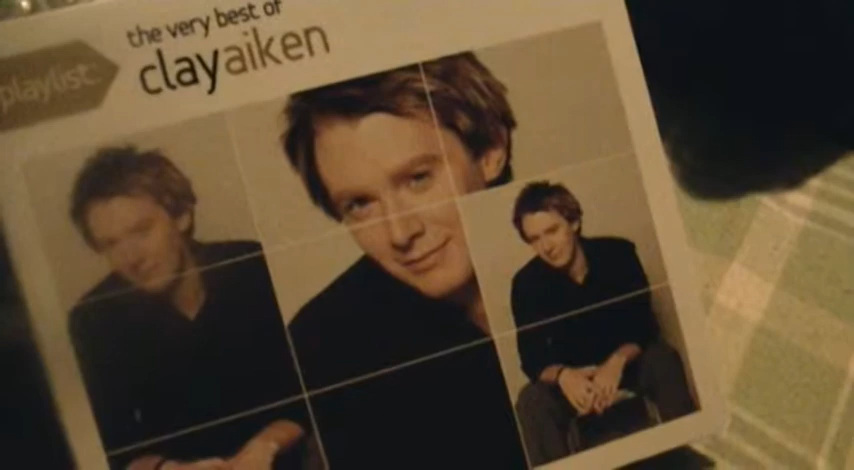 the very best of
clayaiken
playlist: